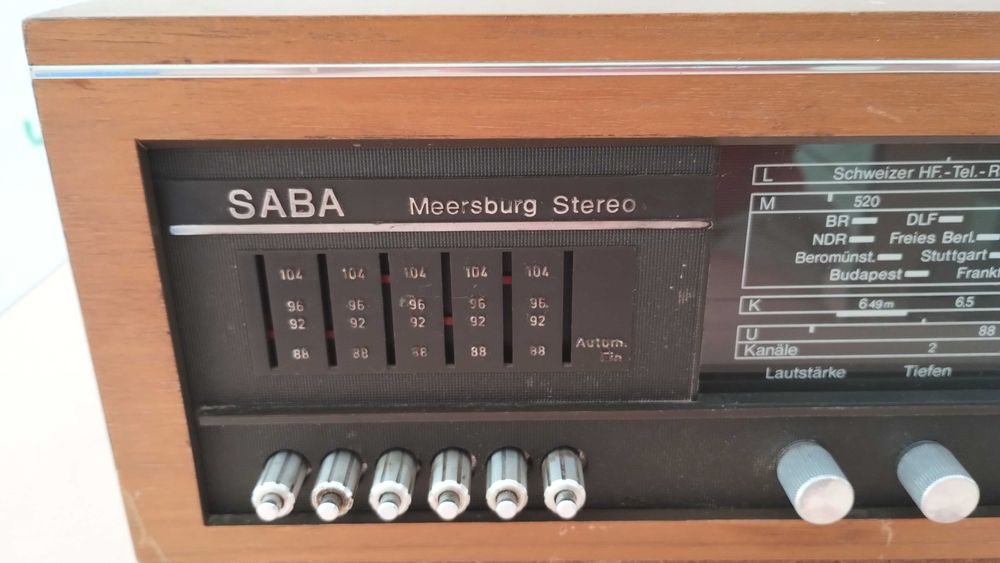 SABA Meersburg Stereo
104 104 104 104 104
96 96 96 96 96
92 92 92 92 92
88 88 88 88 88
Autom.
Ein
L Schweizer HF.-Tel.-R
M 520
BR DLF
NDR Freies Berl.
Beromünst. Stuttgart
Budapest Frankf
K 6 49m 6.5
U 88
Kanäle 2
Lautstärke Tiefen